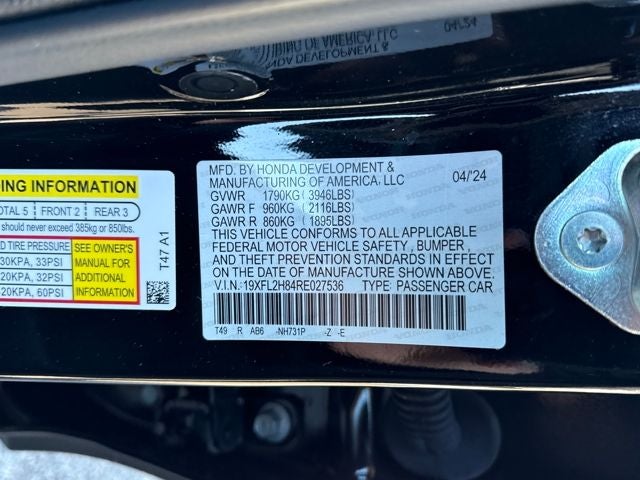 MFD. BY HONDA DEVELOPMENT &
MANUFACTURING OF AMERICA, LLC 04/'24
GVWR 1790KG (3946LBS)
GAWR F 960KG (2116LBS)
GAWR R 860KG (1895LBS)
THIS VEHICLE CONFORMS TO ALL APPLICABLE
FEDERAL MOTOR VEHICLE SAFETY, BUMPER,
AND THEFT PREVENTION STANDARDS IN EFFECT
ON THE DATE OF MANUFACTURE SHOWN ABOVE.
V.I.N.: 19XFL2H84RE027536 TYPE: PASSENGER CAR
T49 R AB6 -NH731P -Z -E
ING INFORMATION
TOTAL 5 FRONT 2 REAR 3
should never exceed 385kg or 850lbs.
TIRE PRESSURE
30KPA, 33PSI
20KPA, 32PSI
20KPA, 60PSI
SEE OWNER'S
MANUAL FOR
ADDITIONAL
INFORMATION
T47 A1